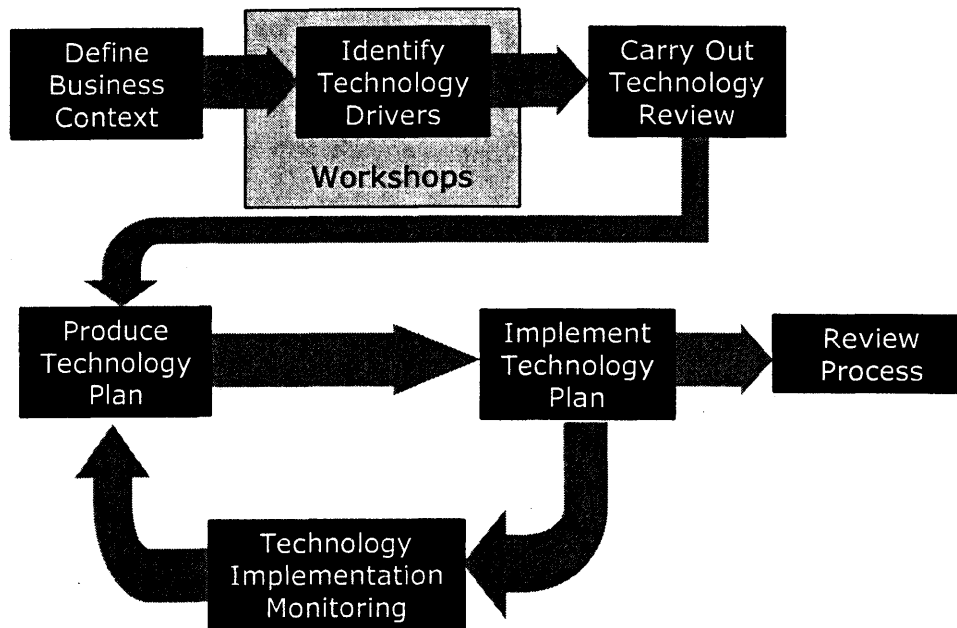 Define
Business
Context
Identify
Technology
Drivers
Workshops
Carry Out
Technology
Review
Produce
Technology
Plan
Implement
Technology
Plan
Review
Process
Technology
Implementation
Monitoring